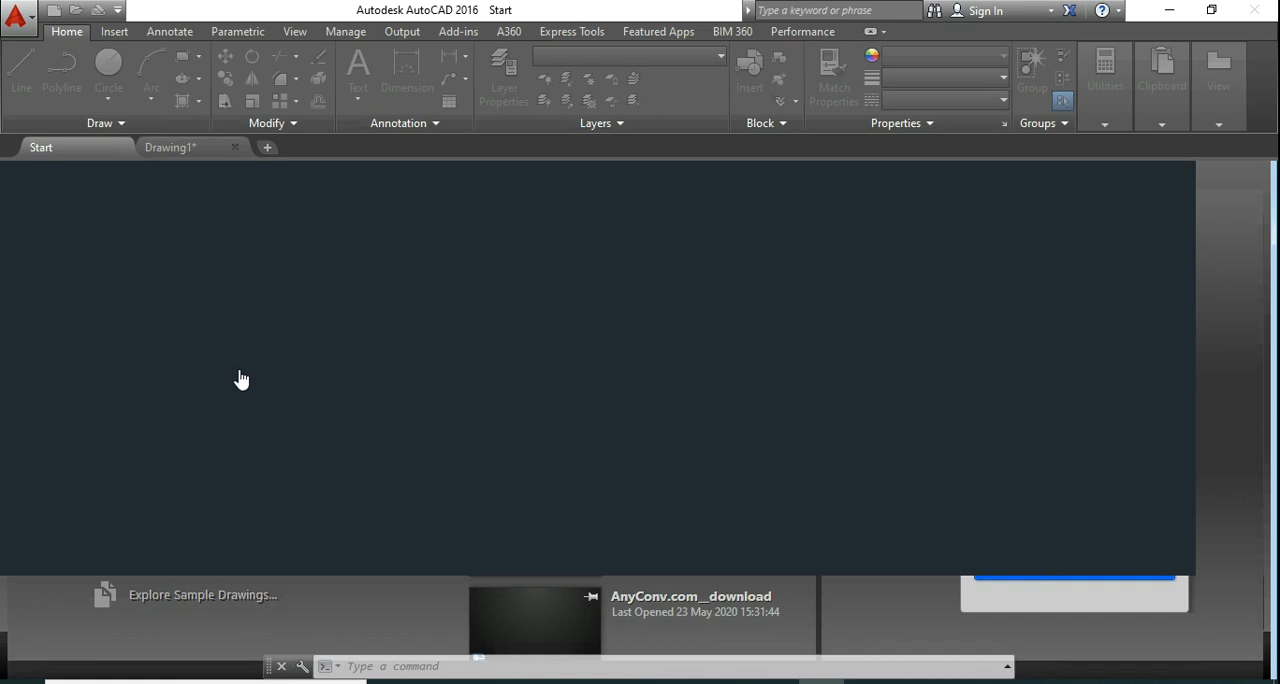 Autodesk AutoCAD 2016 Start
Type a keyword or phrase
Sign In
Home Insert Annotate Parametric View Manage Output Add-ins A360 Express Tools Featured Apps BIM 360 Performance
Line Polyline Circle Arc
Text Dimension
Layer
Properties
Insert
Match
Properties
Group
Utilities Clipboard View
Draw Modify Annotation Layers Block Properties Groups
Start Drawing1*
Explore Sample Drawings...
AnyConv.com__download
Last Opened 23 May 2020 15:31:44
Type a command